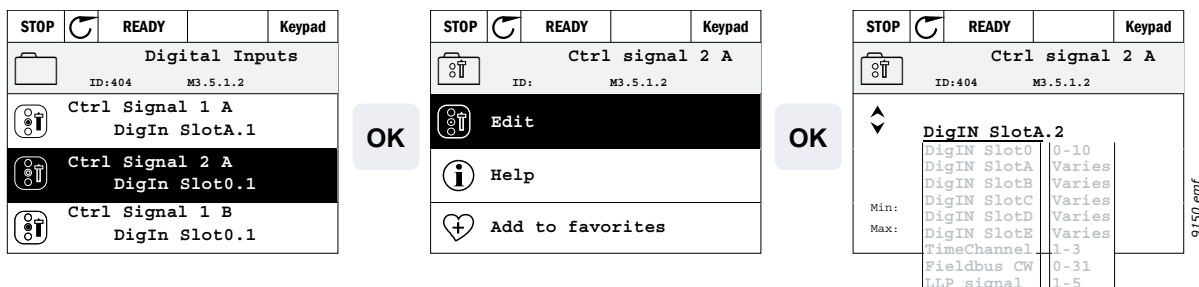 STOP READY Keypad
Digital Inputs
ID:404 M3.5.1.2
Ctrl Signal 1 A
DigIn SlotA.1
Ctrl Signal 2 A
DigIn Slot0.1
Ctrl Signal 1 B
DigIn Slot0.1
OK
STOP READY Keypad
Ctrl signal 2 A
ID: M3.5.1.2
Edit
Help
Add to favorites
OK
STOP READY Keypad
Ctrl signal 2 A
ID:404 M3.5.1.2
DigIN SlotA.2
DigIN Slot0 0-10
DigIN SlotA Varies
DigIN SlotB Varies
DigIN SlotC Varies
DigIN SlotD Varies
DigIN SlotE Varies
TimeChannel 1-3
Fieldbus CW 0-31
LLP signal 1-5
Min:
Max:
9150.emf